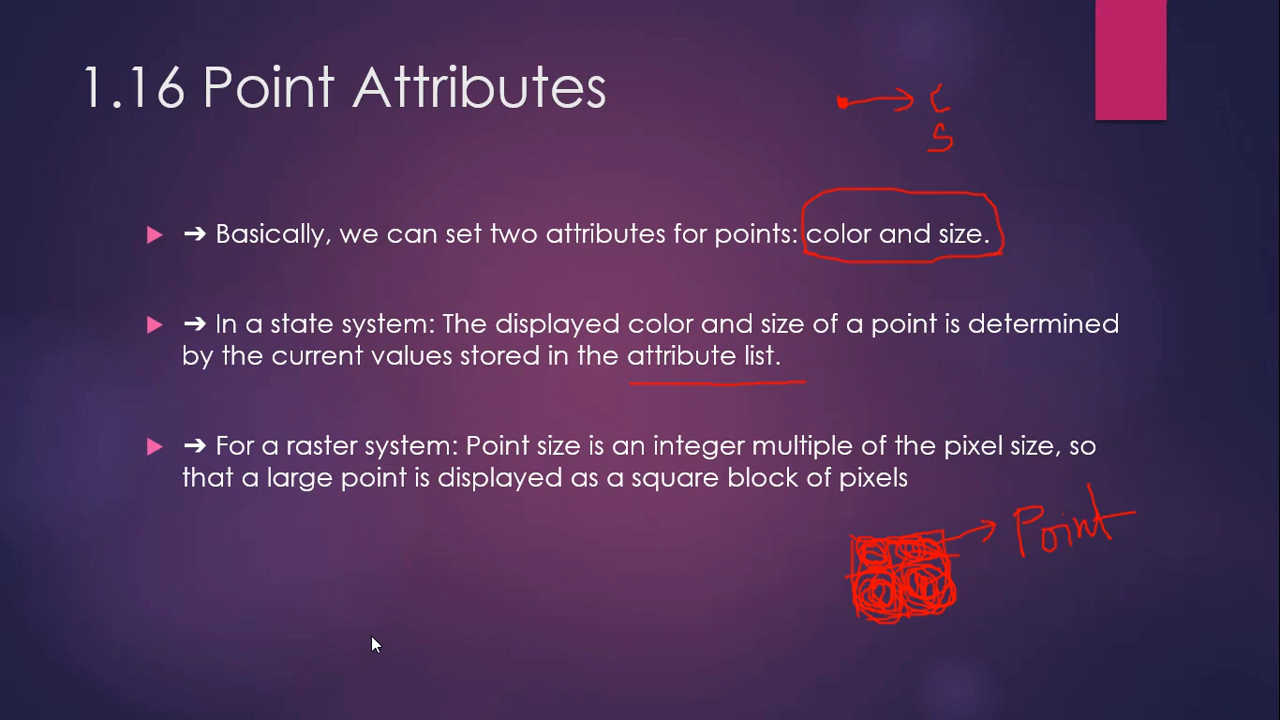 1.16 Point Attributes
C
S
➔ Basically, we can set two attributes for points: color and size.
➔ In a state system: The displayed color and size of a point is determined
by the current values stored in the attribute list.
➔ For a raster system: Point size is an integer multiple of the pixel size, so
that a large point is displayed as a square block of pixels
Point